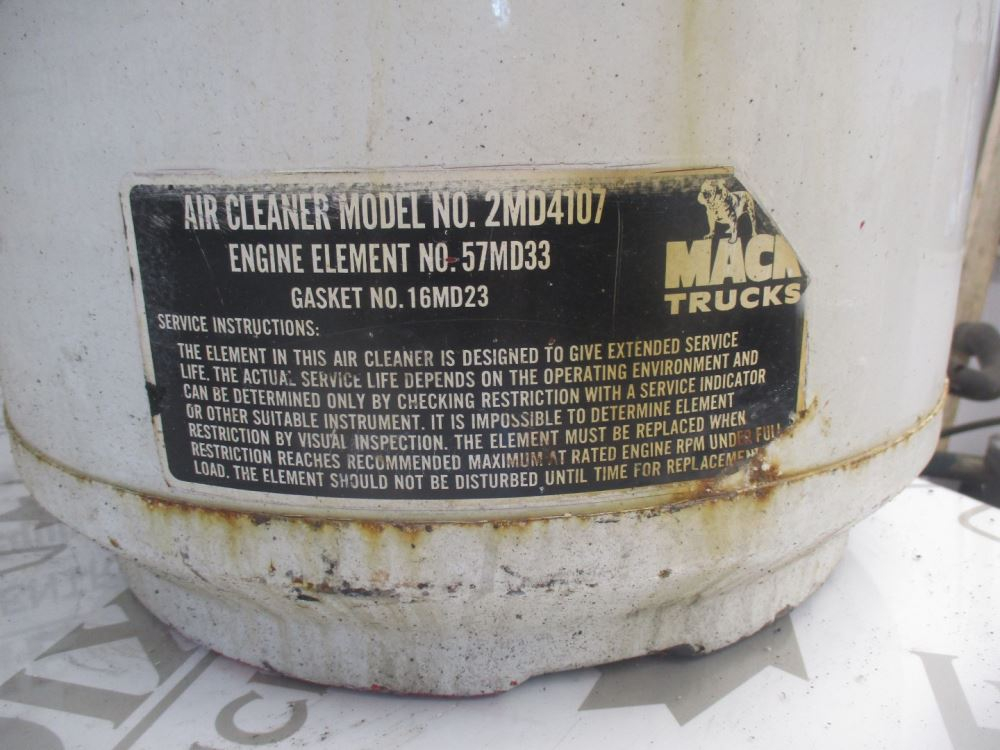 AIR CLEANER MODEL NO. 2MD4107
ENGINE ELEMENT NO. 57MD33
GASKET NO. 16MD23
MACK
TRUCKS
SERVICE INSTRUCTIONS:
THE ELEMENT IN THIS AIR CLEANER IS DESIGNED TO GIVE EXTENDED SERVICE
LIFE. THE ACTUAL SERVICE LIFE DEPENDS ON THE OPERATING ENVIRONMENT AND
CAN BE DETERMINED ONLY BY CHECKING RESTRICTION WITH A SERVICE INDICATOR
OR OTHER SUITABLE INSTRUMENT. IT IS IMPOSSIBLE TO DETERMINE ELEMENT
RESTRICTION BY VISUAL INSPECTION. THE ELEMENT MUST BE REPLACED WHEN
RESTRICTION REACHES RECOMMENDED MAXIMUM AT RATED ENGINE RPM UNDER FULL
LOAD. THE ELEMENT SHOULD NOT BE DISTURBED UNTIL TIME FOR REPLACEMENT